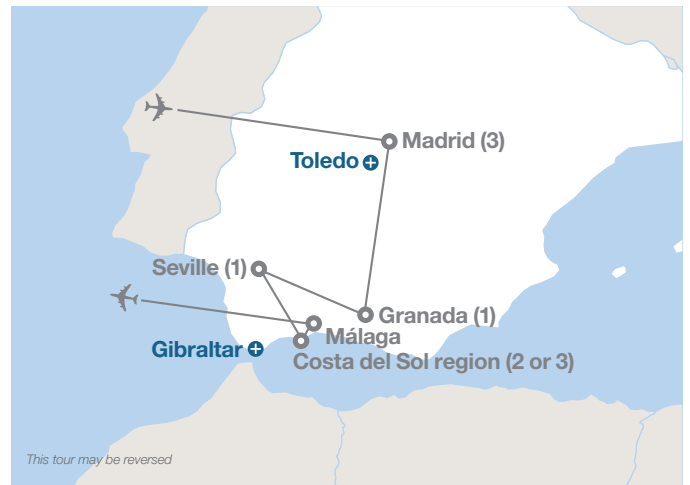 Madrid (3)
Toledo
Seville (1)
Granada (1)
Málaga
Gibraltar
Costa del Sol region (2 or 3)
This tour may be reversed